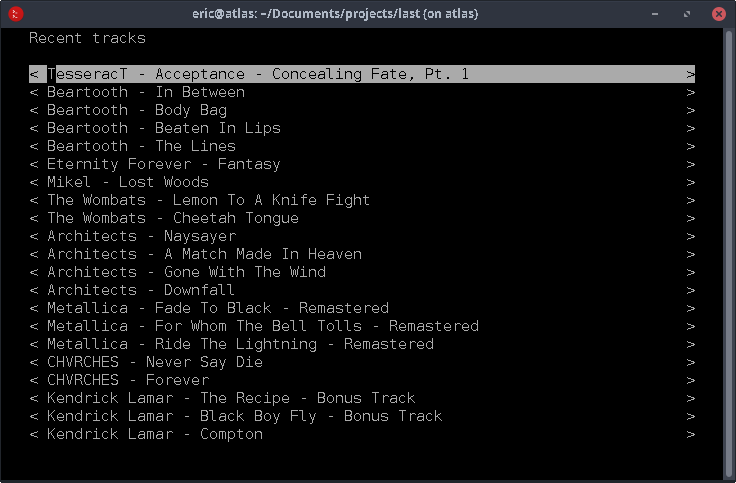 eric@atlas: ~/Documents/projects/last (on atlas)
Recent tracks
< TesseracT - Acceptance - Concealing Fate, Pt. 1 >
< Beartooth - In Between >
< Beartooth - Body Bag >
< Beartooth - Beaten In Lips >
< Beartooth - The Lines >
< Eternity Forever - Fantasy >
< Mikel - Lost Woods >
< The Wombats - Lemon To A Knife Fight >
< The Wombats - Cheetah Tongue >
< Architects - Naysayer >
< Architects - A Match Made In Heaven >
< Architects - Gone With The Wind >
< Architects - Downfall >
< Metallica - Fade To Black - Remastered >
< Metallica - For Whom The Bell Tolls - Remastered >
< Metallica - Ride The Lightning - Remastered >
< CHVRCHES - Never Say Die >
< CHVRCHES - Forever >
< Kendrick Lamar - The Recipe - Bonus Track >
< Kendrick Lamar - Black Boy Fly - Bonus Track >
< Kendrick Lamar - Compton >